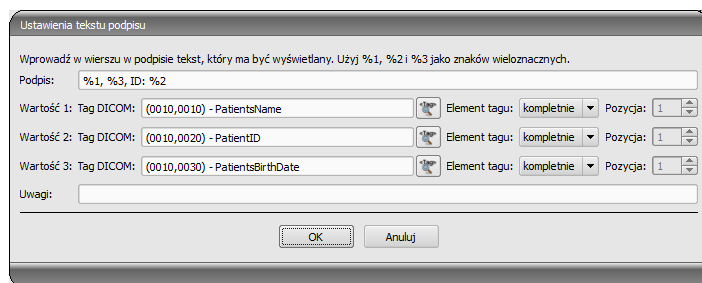 Ustawienia tekstu podpisu
Wprowadź w wierszu w podpisie tekst, który ma być wyświetlany. Użyj %1, %2 i %3 jako znaków wieloznacznych.
Podpis: %1, %3, ID: %2
Wartość 1: Tag DICOM: (0010,0010) - PatientsName Element tagu: kompletnie Pozycja: 1
Wartość 2: Tag DICOM: (0010,0020) - PatientID Element tagu: kompletnie Pozycja: 1
Wartość 3: Tag DICOM: (0010,0030) - PatientsBirthDate Element tagu: kompletnie Pozycja: 1
Uwagi:
OK Anuluj